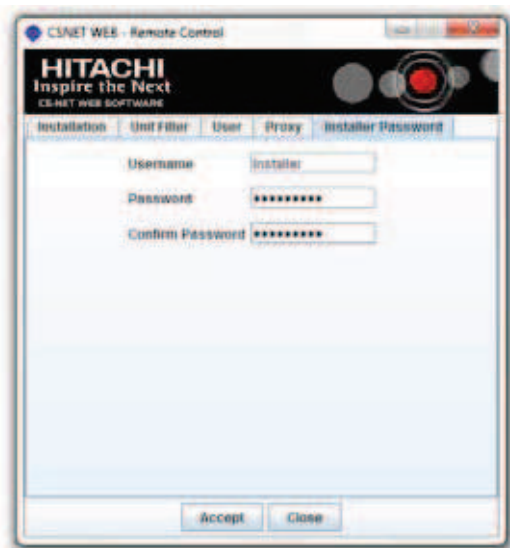 CSNET WEB - Remote Control
HITACHI
Inspire the Next
CS-NET WEB SOFTWARE
Installation Unit Filter User Proxy Installer Password
Username Installer
Password •••••••••
Confirm Password •••••••••
Accept Close